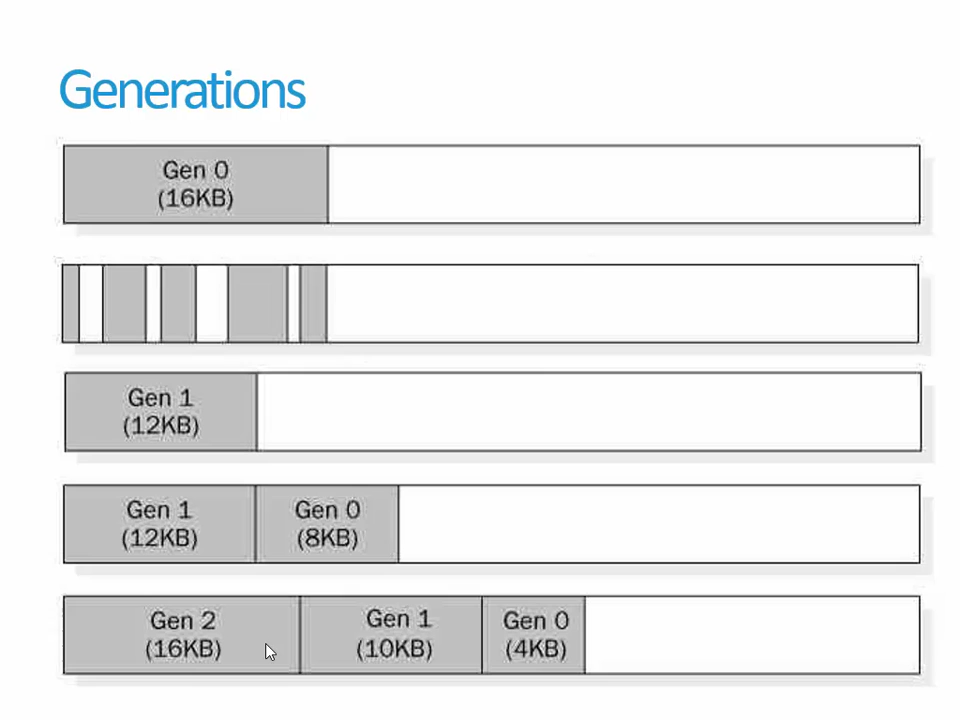 Generations
Gen 0
(16KB)
Gen 1
(12KB)
Gen 1
(12KB)
Gen 0
(8KB)
Gen 2
(16KB)
Gen 1
(10KB)
Gen 0
(4KB)